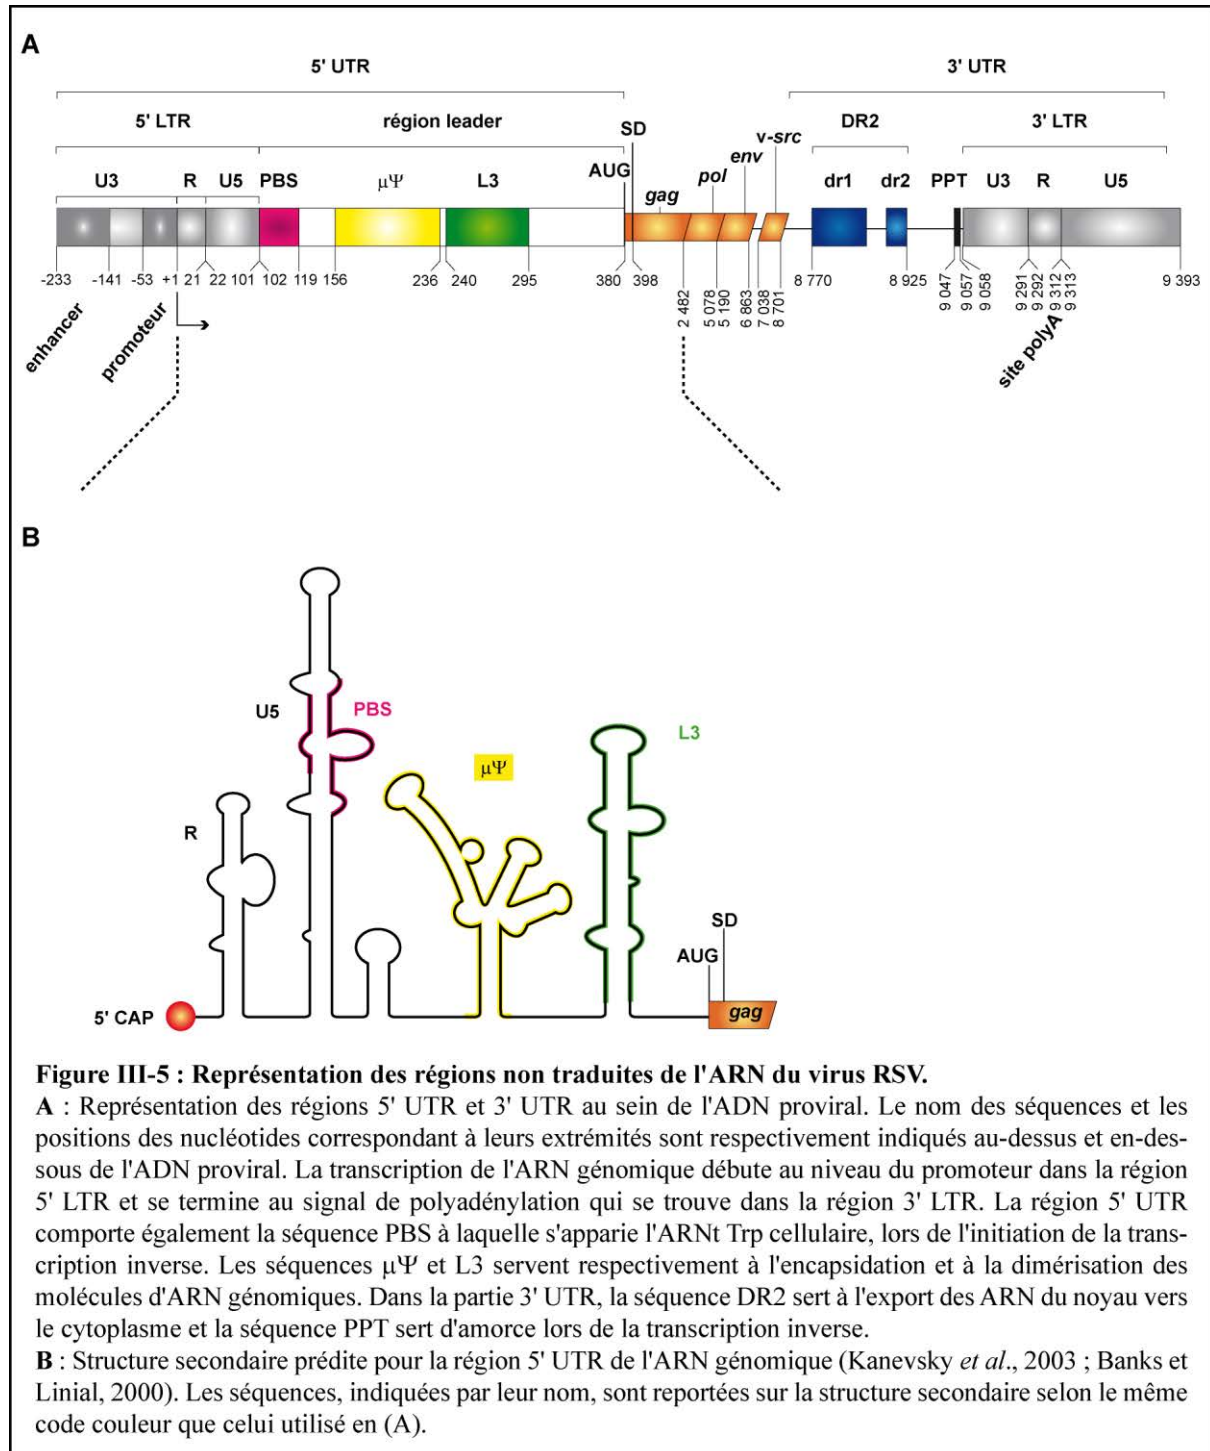 A
5' UTR 3' UTR
5' LTR région leader DR2 3' LTR
SD v-src
env
AUG pol
gag
U3 R U5 PBS μΨ L3 dr1 dr2 PPT U3 R U5
-233 -141 -53 +1 21 22 101 102 119 156 236 240 295 380 398 2 482 5 078 5 190 6 863 7 038 8 701 8 770 8 925 9 047 9 057 9 058 9 291 9 292 9 312 9 313 9 393
enhancer promoteur site polyA
B
U5 PBS
L3
μΨ
R
SD
AUG
5' CAP gag
Figure III-5 : Représentation des régions non traduites de l'ARN du virus RSV.
A : Représentation des régions 5' UTR et 3' UTR au sein de l'ADN proviral. Le nom des séquences et les
positions des nucléotides correspondant à leurs extrémités sont respectivement indiqués au-dessus et en-des-
sous de l'ADN proviral. La transcription de l'ARN génomique débute au niveau du promoteur dans la région
5' LTR et se termine au signal de polyadénylation qui se trouve dans la région 3' LTR. La région 5' UTR
comporte également la séquence PBS à laquelle s'apparie l'ARNt Trp cellulaire, lors de l'initiation de la trans-
cription inverse. Les séquences μΨ et L3 servent respectivement à l'encapsidation et à la dimérisation des
molécules d'ARN génomiques. Dans la partie 3' UTR, la séquence DR2 sert à l'export des ARN du noyau vers
le cytoplasme et la séquence PPT sert d'amorce lors de la transcription inverse.
B : Structure secondaire prédite pour la région 5' UTR de l'ARN génomique (Kanevsky et al., 2003 ; Banks et
Linial, 2000). Les séquences, indiquées par leur nom, sont reportées sur la structure secondaire selon le même
code couleur que celui utilisé en (A).